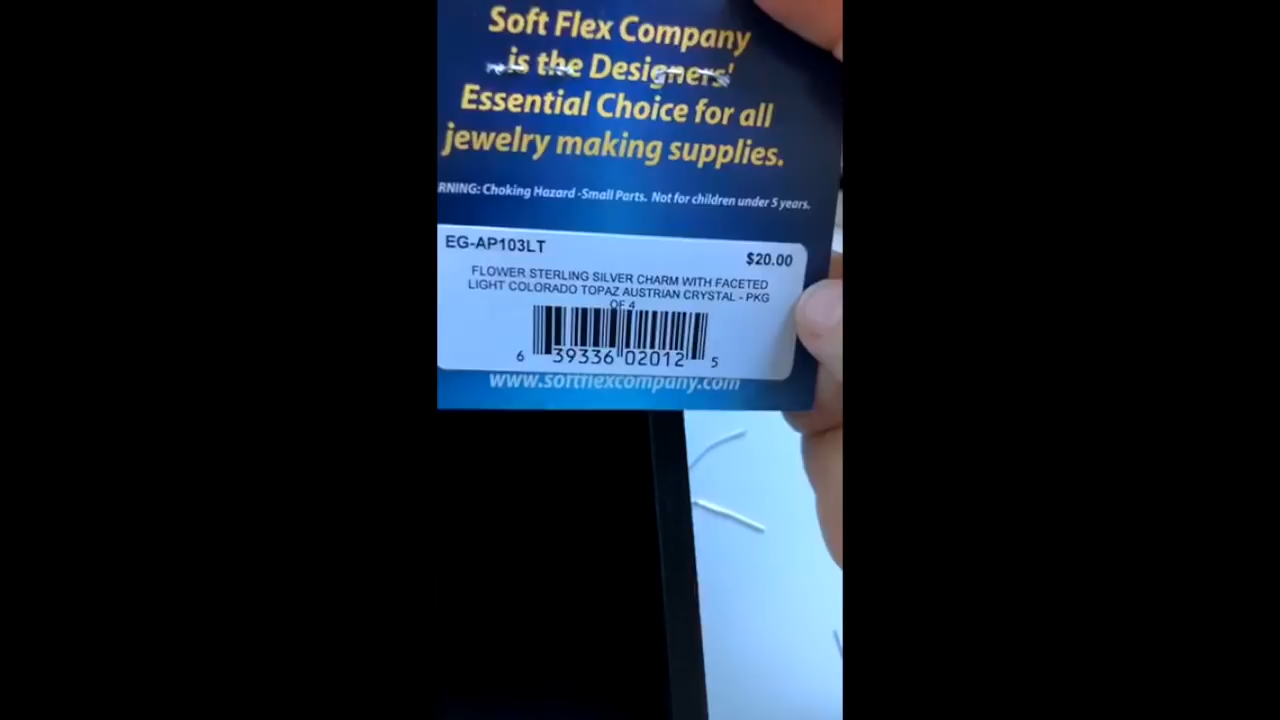 Soft Flex Company
is the Designers'
Essential Choice for all
jewelry making supplies.
RNING: Choking Hazard -Small Parts. Not for children under 5 years.
EG-AP103LT
$20.00
FLOWER STERLING SILVER CHARM WITH FACETED
LIGHT COLORADO TOPAZ AUSTRIAN CRYSTAL - PKG
OF 4
6 39336 02012 5
www.softflexcompany.com